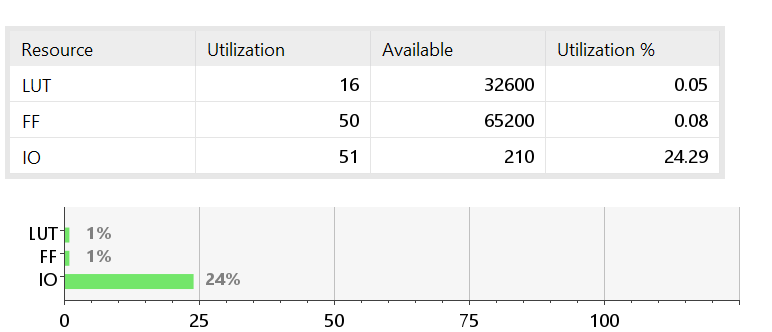 Resource Utilization Available Utilization %
LUT 16 32600 0.05
FF 50 65200 0.08
IO 51 210 24.29
LUT 1%
FF 1%
IO 24%
0 25 50 75 100